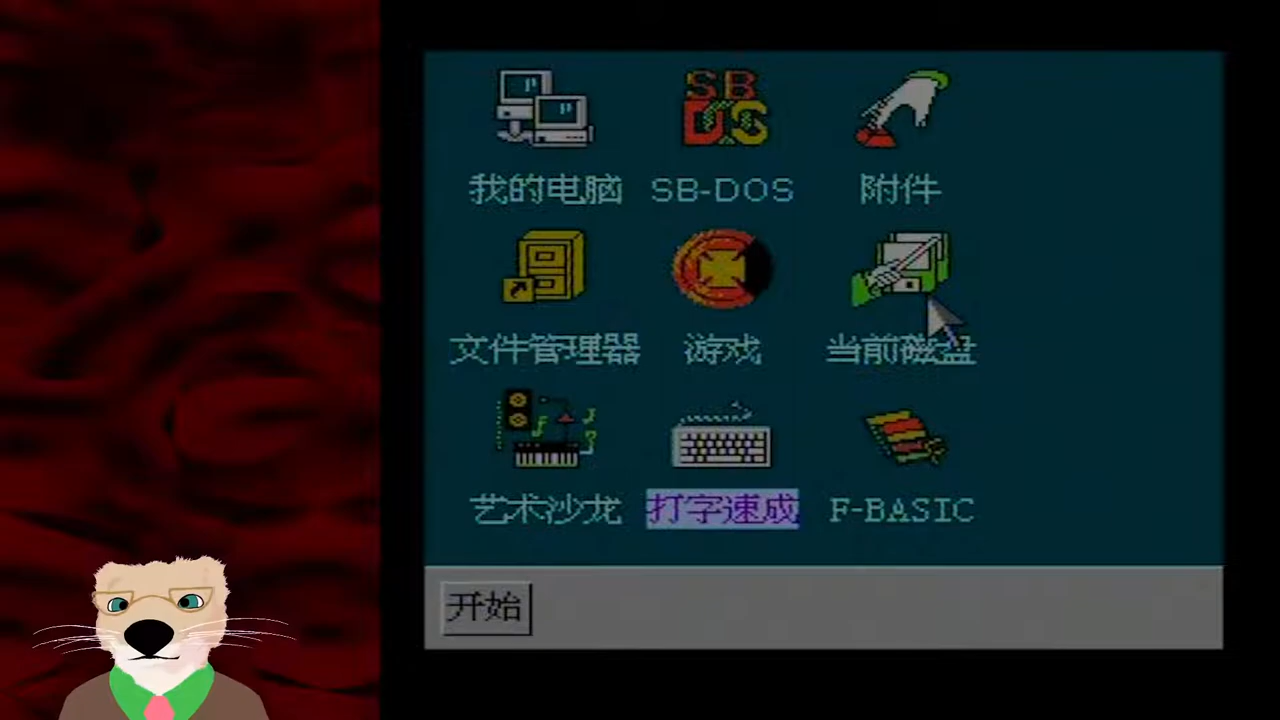 SB
DOS
我的电脑 SB-DOS 附件
文件管理器 游戏 当前磁盘
艺术沙龙 打字速成 F-BASIC
开始